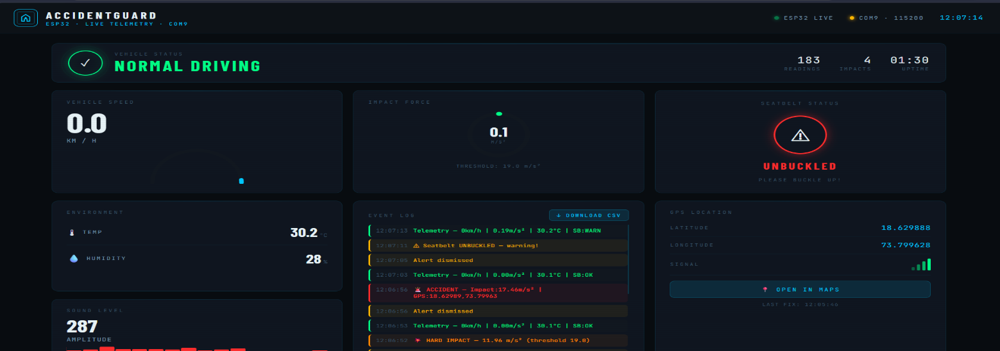 ACCIDENTGUARD
ESP32 · LIVE TELEMETRY · COM9
ESP32 LIVE
COM9 · 115200
12:07:14
VEHICLE STATUS
NORMAL DRIVING
183
READINGS
4
IMPACTS
01:30
UPTIME
VEHICLE SPEED
0.0
KM / H
IMPACT FORCE
0.1
M/S²
THRESHOLD: 19.0 m/s²
SEATBELT STATUS
UNBUCKLED
PLEASE BUCKLE UP!
ENVIRONMENT
TEMP
30.2 °C
HUMIDITY
28 %
SOUND LEVEL
287
AMPLITUDE
EVENT LOG
↓ DOWNLOAD CSV
12:07:13 Telemetry — 0km/h | 0.19m/s² | 30.2°C | SB:WARN
12:07:11 ⚠ Seatbelt UNBUCKLED — warning!
12:07:05 Alert dismissed
12:07:03 Telemetry — 0km/h | 0.00m/s² | 30.1°C | SB:OK
12:06:56 🚨 ACCIDENT — Impact:17.46m/s² |
GPS:18.62989,73.79963
12:06:56 Alert dismissed
12:06:53 Telemetry — 0km/h | 0.00m/s² | 30.1°C | SB:OK
12:06:52 💥 HARD IMPACT — 11.96 m/s² (threshold 19.0)
GPS LOCATION
LATITUDE
18.629888
LONGITUDE
73.799628
SIGNAL
📍 OPEN IN MAPS
LAST FIX: 12:05:46